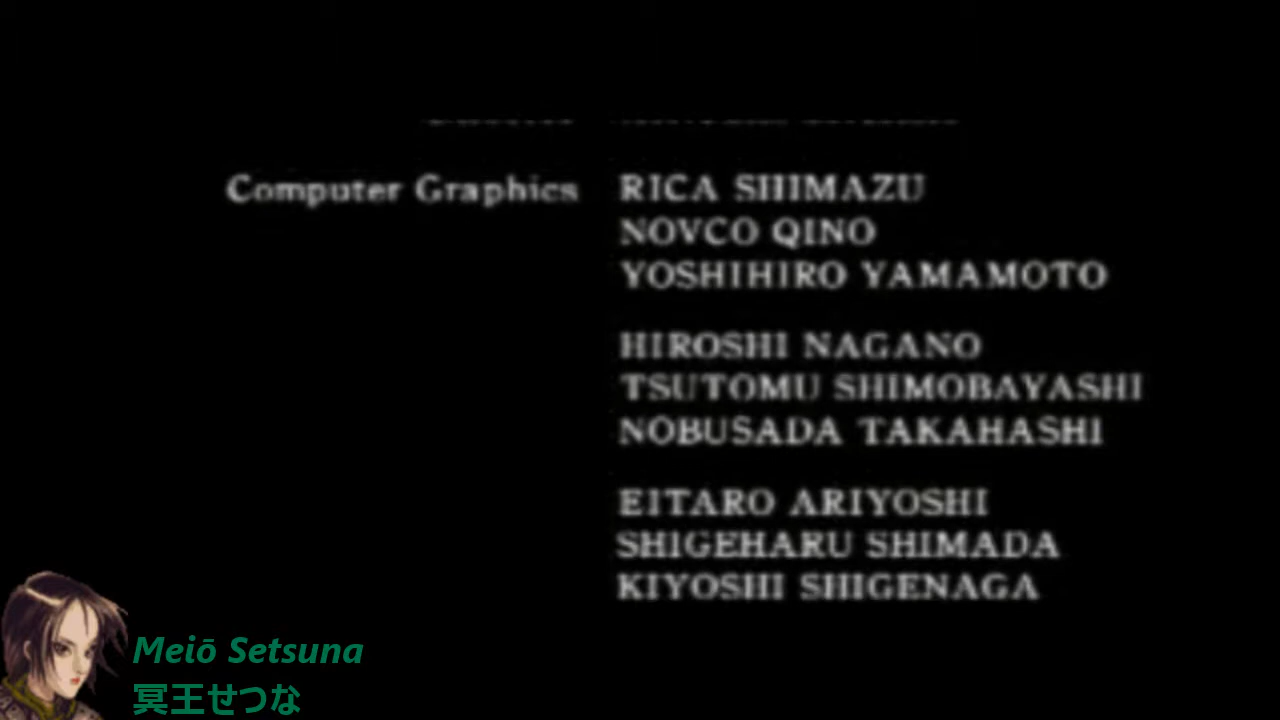 Computer Graphics RICA SHIMAZU
NOVCO QINO
YOSHIHIRO YAMAMOTO
HIROSHI NAGANO
TSUTOMU SHIMOBAYASHI
NOBUSADA TAKAHASHI
EITARO ARIYOSHI
SHIGEHARU SHIMADA
KIYOSHI SHIGENAGA
Meiō Setsuna
冥王せつな